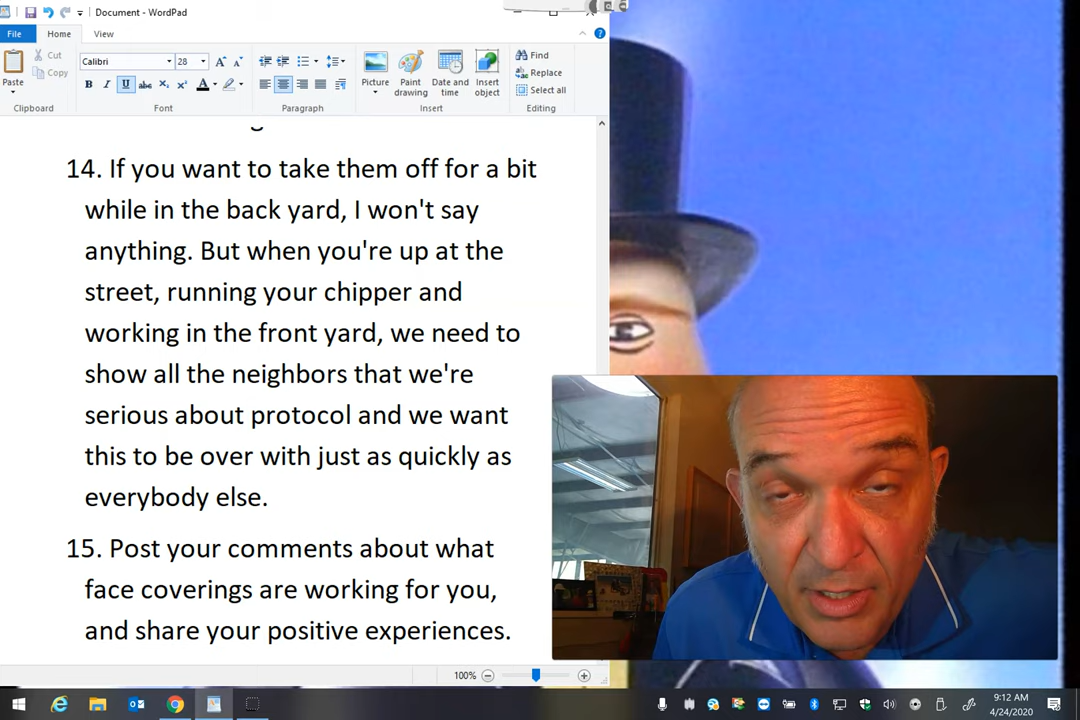 Document - WordPad
File Home View
Cut
Copy
Paste
Clipboard
Calibri 28
B I U abc X₂ X² A
Font
Paragraph
Picture
Paint drawing
Date and time
Insert object
Insert
Find
Replace
Select all
Editing
14. If you want to take them off for a bit
while in the back yard, I won't say
anything. But when you're up at the
street, running your chipper and
working in the front yard, we need to
show all the neighbors that we're
serious about protocol and we want
this to be over with just as quickly as
everybody else.
15. Post your comments about what
face coverings are working for you,
and share your positive experiences.
100%
9:12 AM
4/24/2020